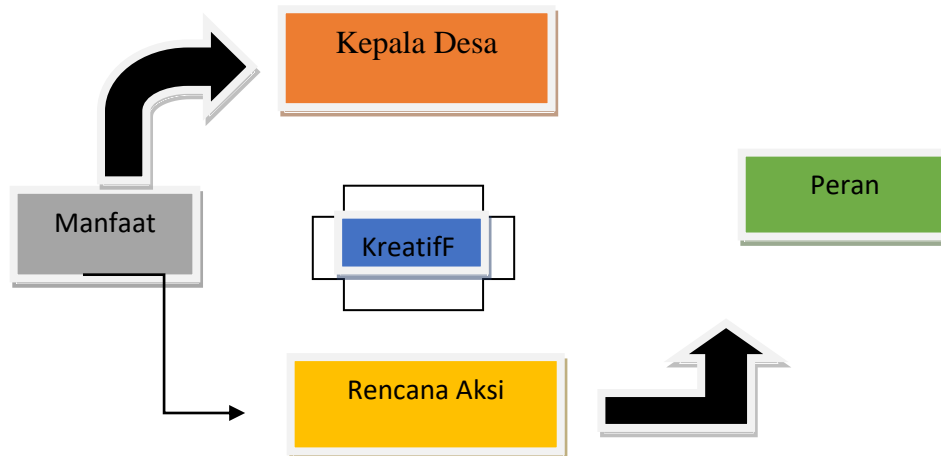 Kepala Desa
Peran
Manfaat
KreatifF
Rencana Aksi